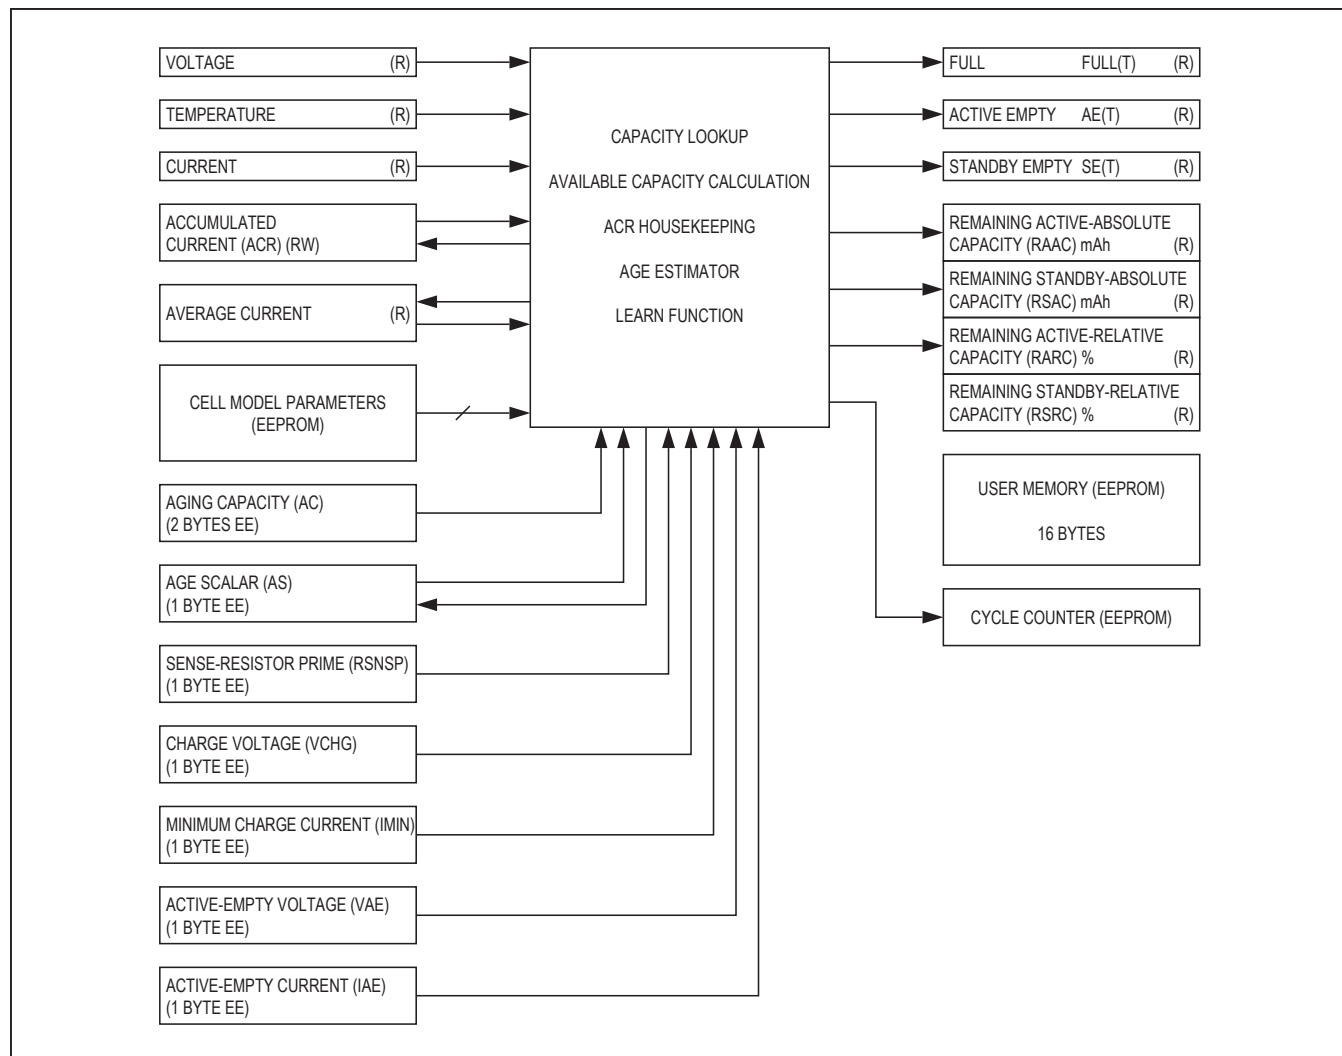 VOLTAGE (R)
TEMPERATURE (R)
CURRENT (R)
ACCUMULATED
CURRENT (ACR) (RW)
AVERAGE CURRENT (R)
CELL MODEL PARAMETERS
(EEPROM)
AGING CAPACITY (AC)
(2 BYTES EE)
AGE SCALAR (AS)
(1 BYTE EE)
SENSE-RESISTOR PRIME (RSNSP)
(1 BYTE EE)
CHARGE VOLTAGE (VCHG)
(1 BYTE EE)
MINIMUM CHARGE CURRENT (IMIN)
(1 BYTE EE)
ACTIVE-EMPTY VOLTAGE (VAE)
(1 BYTE EE)
ACTIVE-EMPTY CURRENT (IAE)
(1 BYTE EE)
CAPACITY LOOKUP
AVAILABLE CAPACITY CALCULATION
ACR HOUSEKEEPING
AGE ESTIMATOR
LEARN FUNCTION
FULL FULL(T) (R)
ACTIVE EMPTY AE(T) (R)
STANDBY EMPTY SE(T) (R)
REMAINING ACTIVE-ABSOLUTE
CAPACITY (RAAC) mAh (R)
REMAINING STANDBY-ABSOLUTE
CAPACITY (RSAC) mAh (R)
REMAINING ACTIVE-RELATIVE
CAPACITY (RARC) % (R)
REMAINING STANDBY-RELATIVE
CAPACITY (RSRC) % (R)
USER MEMORY (EEPROM)
16 BYTES
CYCLE COUNTER (EEPROM)